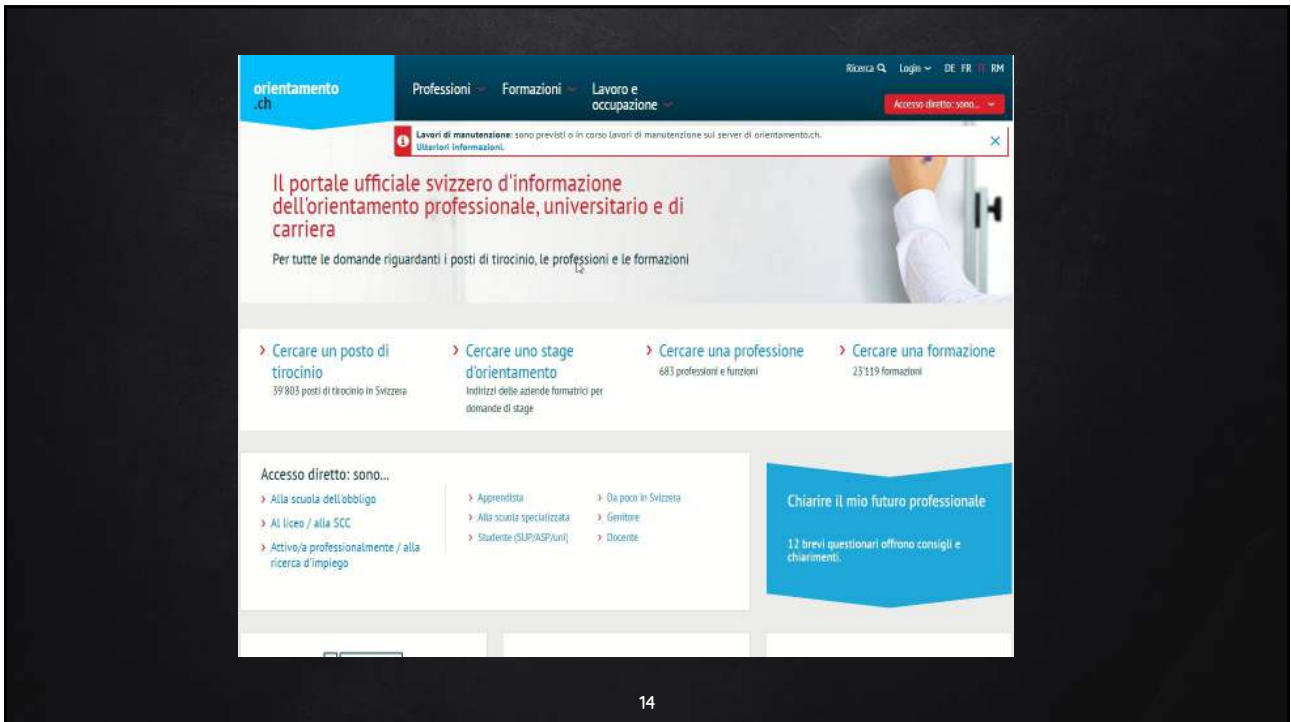 orientamento
.ch
Professioni
Formazioni
Lavoro e
occupazione
Ricerca Login DE FR IT RM
Accesso diretto: sono...
Lavori di manutenzione: sono previsti o in corso lavori di manutenzione sul server di orientamento.ch.
Ulteriori informazioni.
Il portale ufficiale svizzero d'informazione
dell'orientamento professionale, universitario e di
carriera
Per tutte le domande riguardanti i posti di tirocinio, le professioni e le formazioni
Cercare un posto di
tirocinio
39'803 posti di tirocinio in Svizzera
Cercare uno stage
d'orientamento
Indirizzi delle aziende formatrici per
domande di stage
Cercare una professione
683 professioni e funzioni
Cercare una formazione
23'119 formazioni
Accesso diretto: sono...
Alla scuola dell'obbligo
Al liceo / alla SCC
Attivo/a professionalmente / alla
ricerca d'impiego
Apprendista
Alla scuola specializzata
Studente (SUP/ASP/uni)
Da poco in Svizzera
Genitore
Docente
Chiarire il mio futuro professionale
12 brevi questionari offrono consigli e
chiarimenti.
14